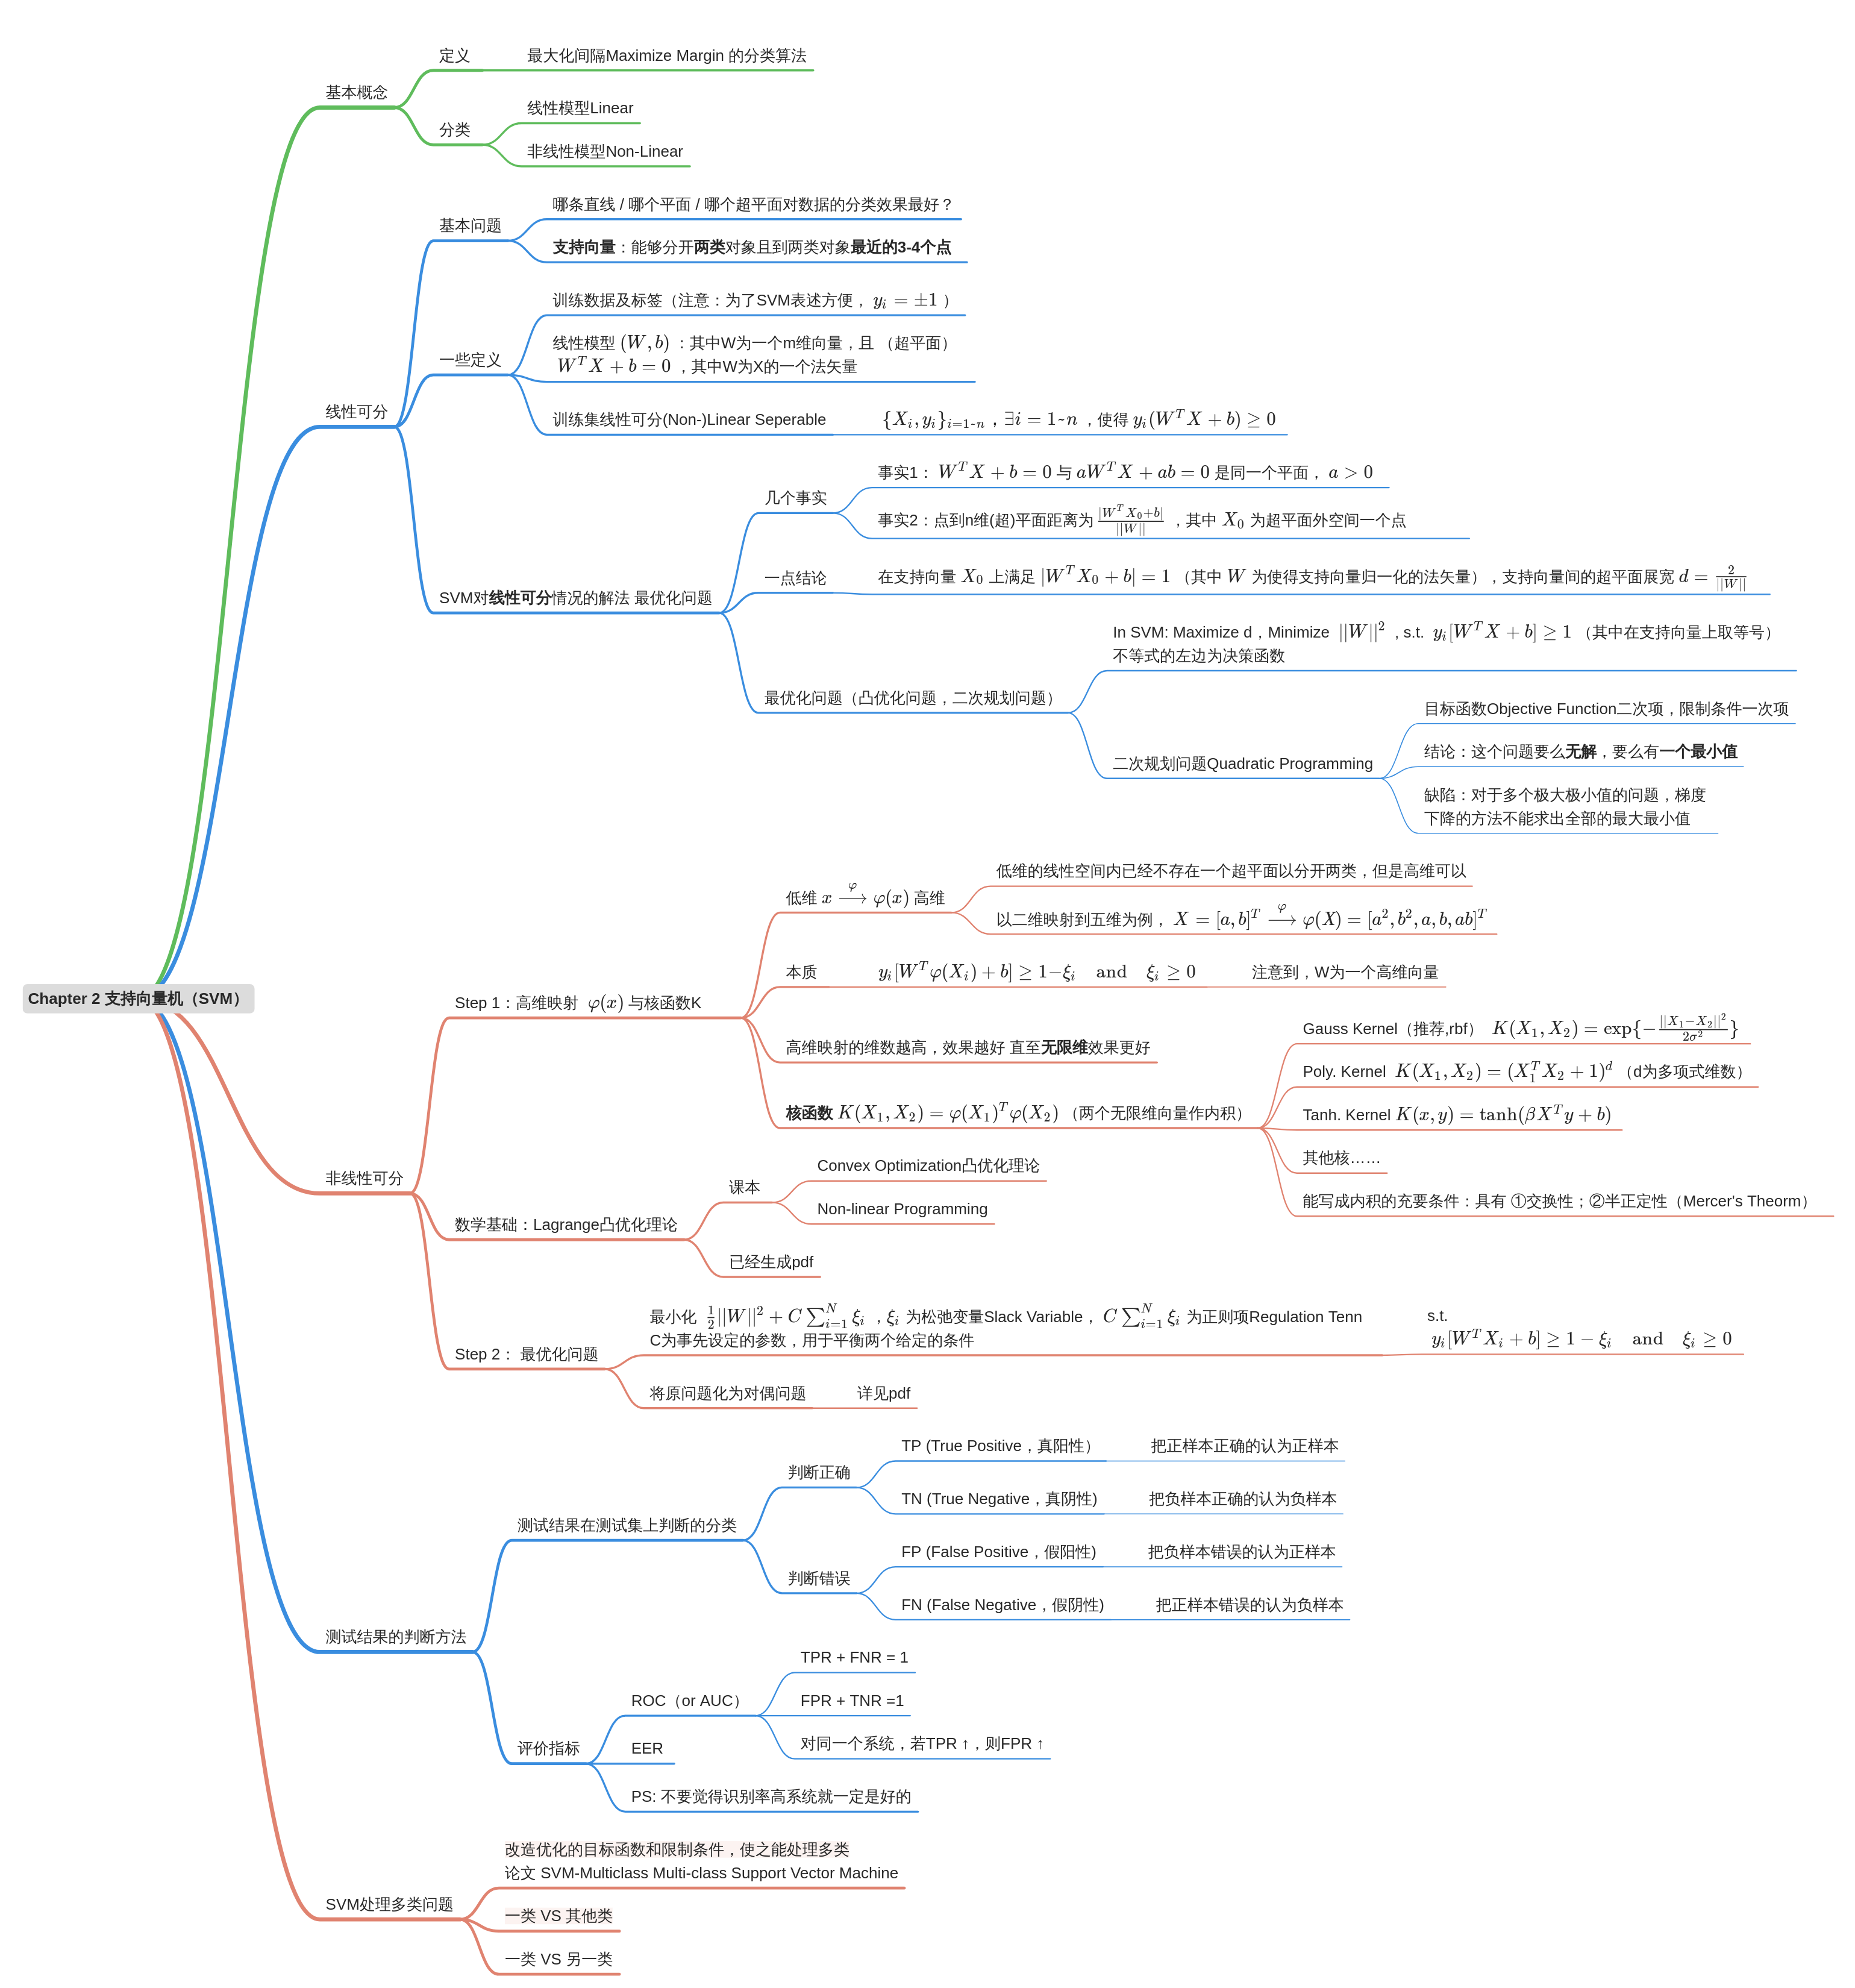 Chapter 2 支持向量机（SVM）
基本概念
定义
最大化间隔Maximize Margin 的分类算法
分类
线性模型Linear
非线性模型Non-Linear
线性可分
基本问题
哪条直线 / 哪个平面 / 哪个超平面对数据的分类效果最好？
支持向量：能够分开两类对象且到两类对象最近的3-4个点
一些定义
训练数据及标签（注意：为了SVM表述方便， $y_i = \pm 1$ ）
线性模型 $(W, b)$ ：其中W为一个m维向量，且 （超平面）
$W^T X + b = 0$ ，其中W为X的一个法矢量
训练集线性可分(Non-)Linear Seperable
$\{X_i, y_i\}_{i=1\text{~}n}$，$\exists i = 1\text{~}n$ ，使得 $y_i(W^T X + b) \geq 0$
SVM对线性可分情况的解法 最优化问题
几个事实
事实1： $W^T X + b = 0$ 与 $aW^T X + ab = 0$ 是同一个平面， $a > 0$
事实2：点到n维(超)平面距离为 $\frac{|W^T X_0 + b|}{||W||}$ ，其中 $X_0$ 为超平面外空间一个点
一点结论
在支持向量 $X_0$ 上满足 $|W^T X_0 + b| = 1$ （其中 $W$ 为使得支持向量归一化的法矢量），支持向量间的超平面展宽 $d = \frac{2}{||W||}$
最优化问题（凸优化问题，二次规划问题）
In SVM: Maximize d，Minimize $||W||^2$ , s.t. $y_i[W^T X + b] \geq 1$ （其中在支持向量上取等号）
不等式的左边为决策函数
二次规划问题Quadratic Programming
目标函数Objective Function二次项，限制条件一次项
结论：这个问题要么无解，要么有一个最小值
缺陷：对于多个极大极小值的问题，梯度
下降的方法不能求出全部的最大最小值
非线性可分
Step 1：高维映射 $\varphi(x)$ 与核函数K
低维 $x \xrightarrow{\varphi} \varphi(x)$ 高维
低维的线性空间内已经不存在一个超平面以分开两类，但是高维可以
以二维映射到五维为例， $X = [a, b]^T \xrightarrow{\varphi} \varphi(X) = [a^2, b^2, a, b, ab]^T$
本质
$y_i[W^T \varphi(X_i) + b] \geq 1 - \xi_i \quad \text{and} \quad \xi_i \geq 0$
注意到，W为一个高维向量
高维映射的维数越高，效果越好 直至无限维效果更好
核函数 $K(X_1, X_2) = \varphi(X_1)^T \varphi(X_2)$ （两个无限维向量作内积）
Gauss Kernel（推荐,rbf） $K(X_1, X_2) = \exp\{-\frac{||X_1 - X_2||^2}{2\sigma^2}\}$
Poly. Kernel $K(X_1, X_2) = (X_1^T X_2 + 1)^d$ （d为多项式维数）
Tanh. Kernel $K(x, y) = \tanh(\beta X^T y + b)$
其他核……
能写成内积的充要条件：具有 ①交换性；②半正定性（Mercer's Theorm）
数学基础：Lagrange凸优化理论
课本
Convex Optimization凸优化理论
Non-linear Programming
已经生成pdf
Step 2： 最优化问题
最小化 $\frac{1}{2}||W||^2 + C\sum_{i=1}^{N} \xi_i$ ，$\xi_i$ 为松弛变量Slack Variable， $C\sum_{i=1}^{N} \xi_i$ 为正则项Regulation Tenn
C为事先设定的参数，用于平衡两个给定的条件
s.t.
$y_i[W^T X_i + b] \geq 1 - \xi_i \quad \text{and} \quad \xi_i \geq 0$
将原问题化为对偶问题
详见pdf
测试结果的判断方法
测试结果在测试集上判断的分类
判断正确
TP (True Positive，真阳性）
把正样本正确的认为正样本
TN (True Negative，真阴性)
把负样本正确的认为负样本
判断错误
FP (False Positive，假阳性)
把负样本错误的认为正样本
FN (False Negative，假阴性)
把正样本错误的认为负样本
评价指标
ROC（or AUC）
TPR + FNR = 1
FPR + TNR =1
对同一个系统，若TPR ↑，则FPR ↑
EER
PS: 不要觉得识别率高系统就一定是好的
SVM处理多类问题
改造优化的目标函数和限制条件，使之能处理多类
论文 SVM-Multiclass Multi-class Support Vector Machine
一类 VS 其他类
一类 VS 另一类